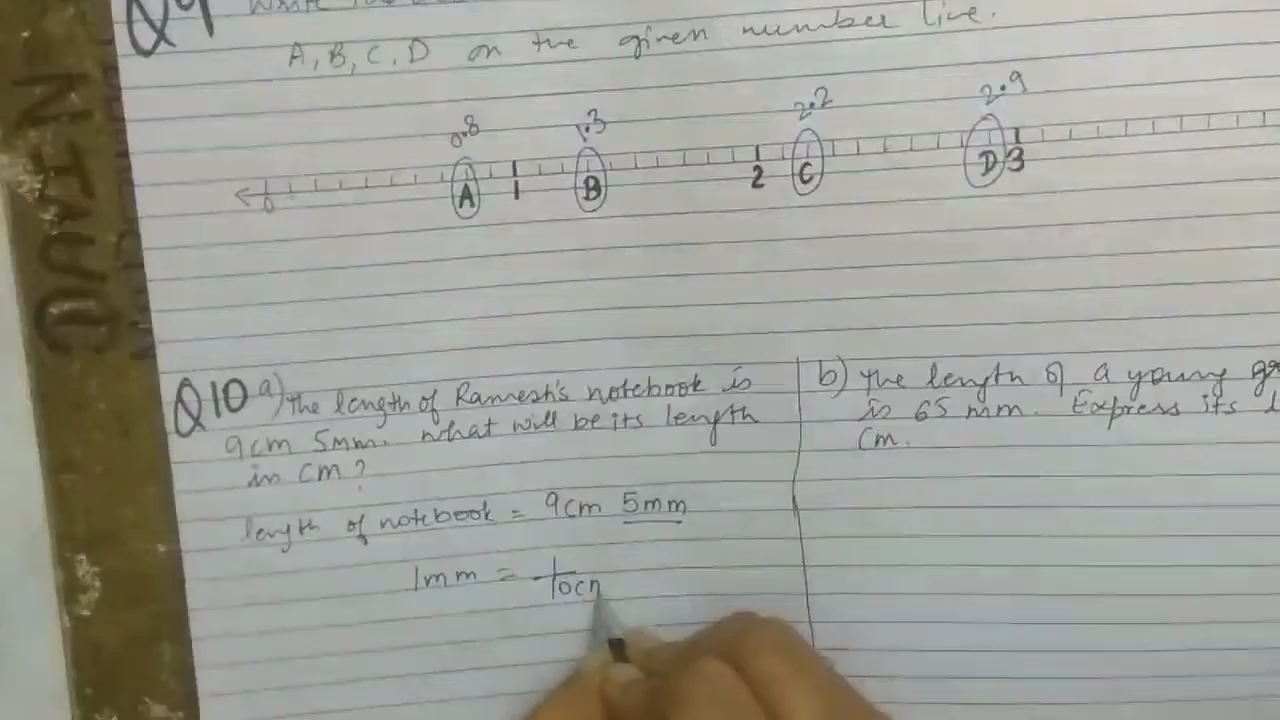 Q9
A, B, C, D on the given number line.
0.8 1.3 2.2 2.9
0 A 1 B 2 C D 3
Q10 a) The length of Ramesh's notebook is
9cm 5mm. What will be its length
in cm?
length of notebook = 9cm 5mm
1mm = 1/10cm
b) The length of a young
is 65 mm. Express its
cm.